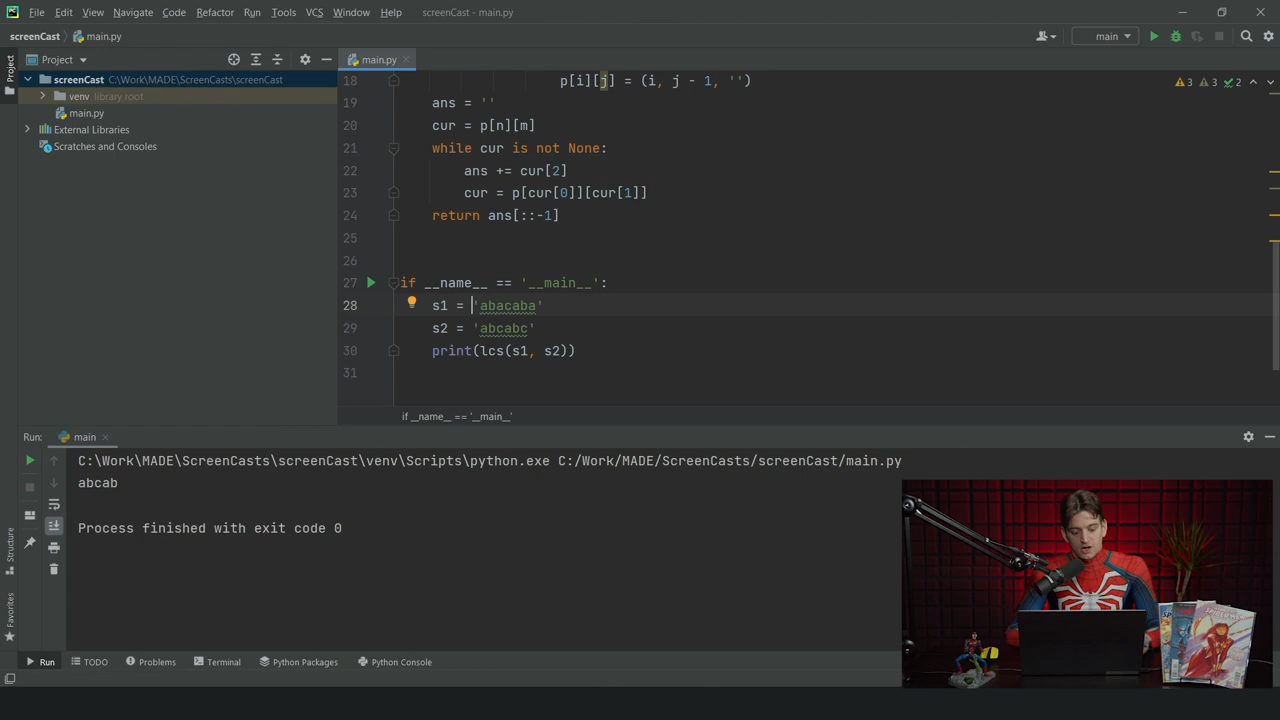 File Edit View Navigate Code Refactor Run Tools VCS Window Help screenCast - main.py
screenCast main.py main
Project main.py
Project
screenCast C:\Work\MADE\ScreenCasts\screenCast
venv library root
main.py
External Libraries
Scratches and Consoles
3 3 2
18 p[i][j] = (i, j - 1, '')
19 ans = ''
20 cur = p[n][m]
21 while cur is not None:
22 ans += cur[2]
23 cur = p[cur[0]][cur[1]]
24 return ans[::-1]
25
26
27 if __name__ == '__main__':
28 s1 = 'abacaba'
29 s2 = 'abcabc'
30 print(lcs(s1, s2))
31
if __name__ == '__main__'
Run: main
C:\Work\MADE\ScreenCasts\screenCast\venv\Scripts\python.exe C:/Work/MADE/ScreenCasts/screenCast/main.py
abcab
Process finished with exit code 0
Structure
Favorites
Run TODO Problems Terminal Python Packages Python Console